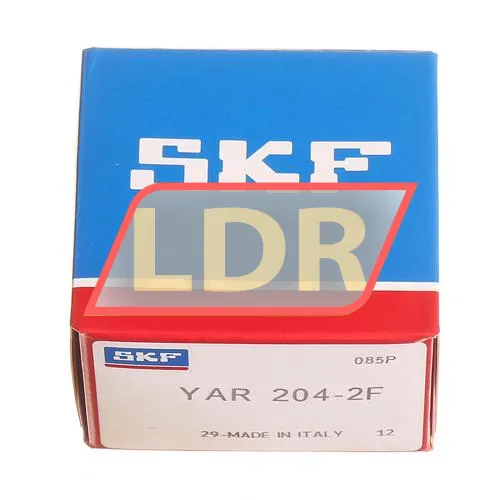 SKF
LDR
SKF
085P
YAR 204-2F
29-MADE IN ITALY 12